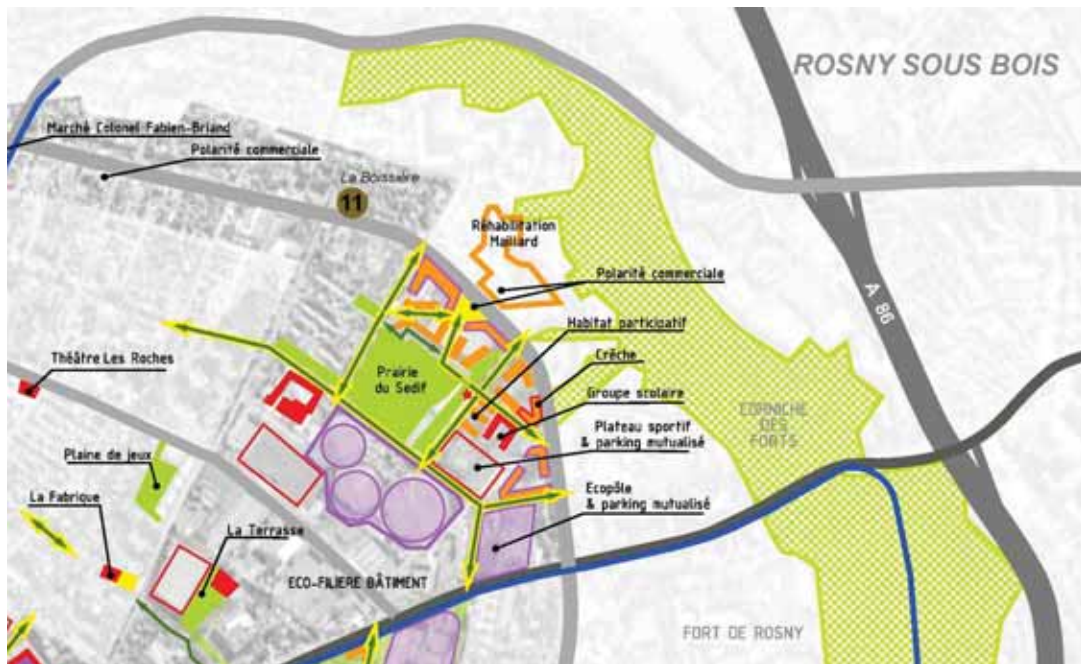 ROSNY SOUS BOIS
Marché Colonel Fabien-Briand
Polarité commerciale
La Boissière
11
Réhabilitation
Maillard
Polarité commerciale
A 86
Habitat participatif
Théâtre Les Roches
Crêche
Prairie
du Sedif
Groupe scolaire
CORNICHE
DES
FORTS
Plateau sportif
& parking mutualisé
Plaine de jeux
Ecopôle
& parking mutualisé
La Fabrique
La Terrasse
ECO-FILIERE BÂTIMENT
FORT DE ROSNY